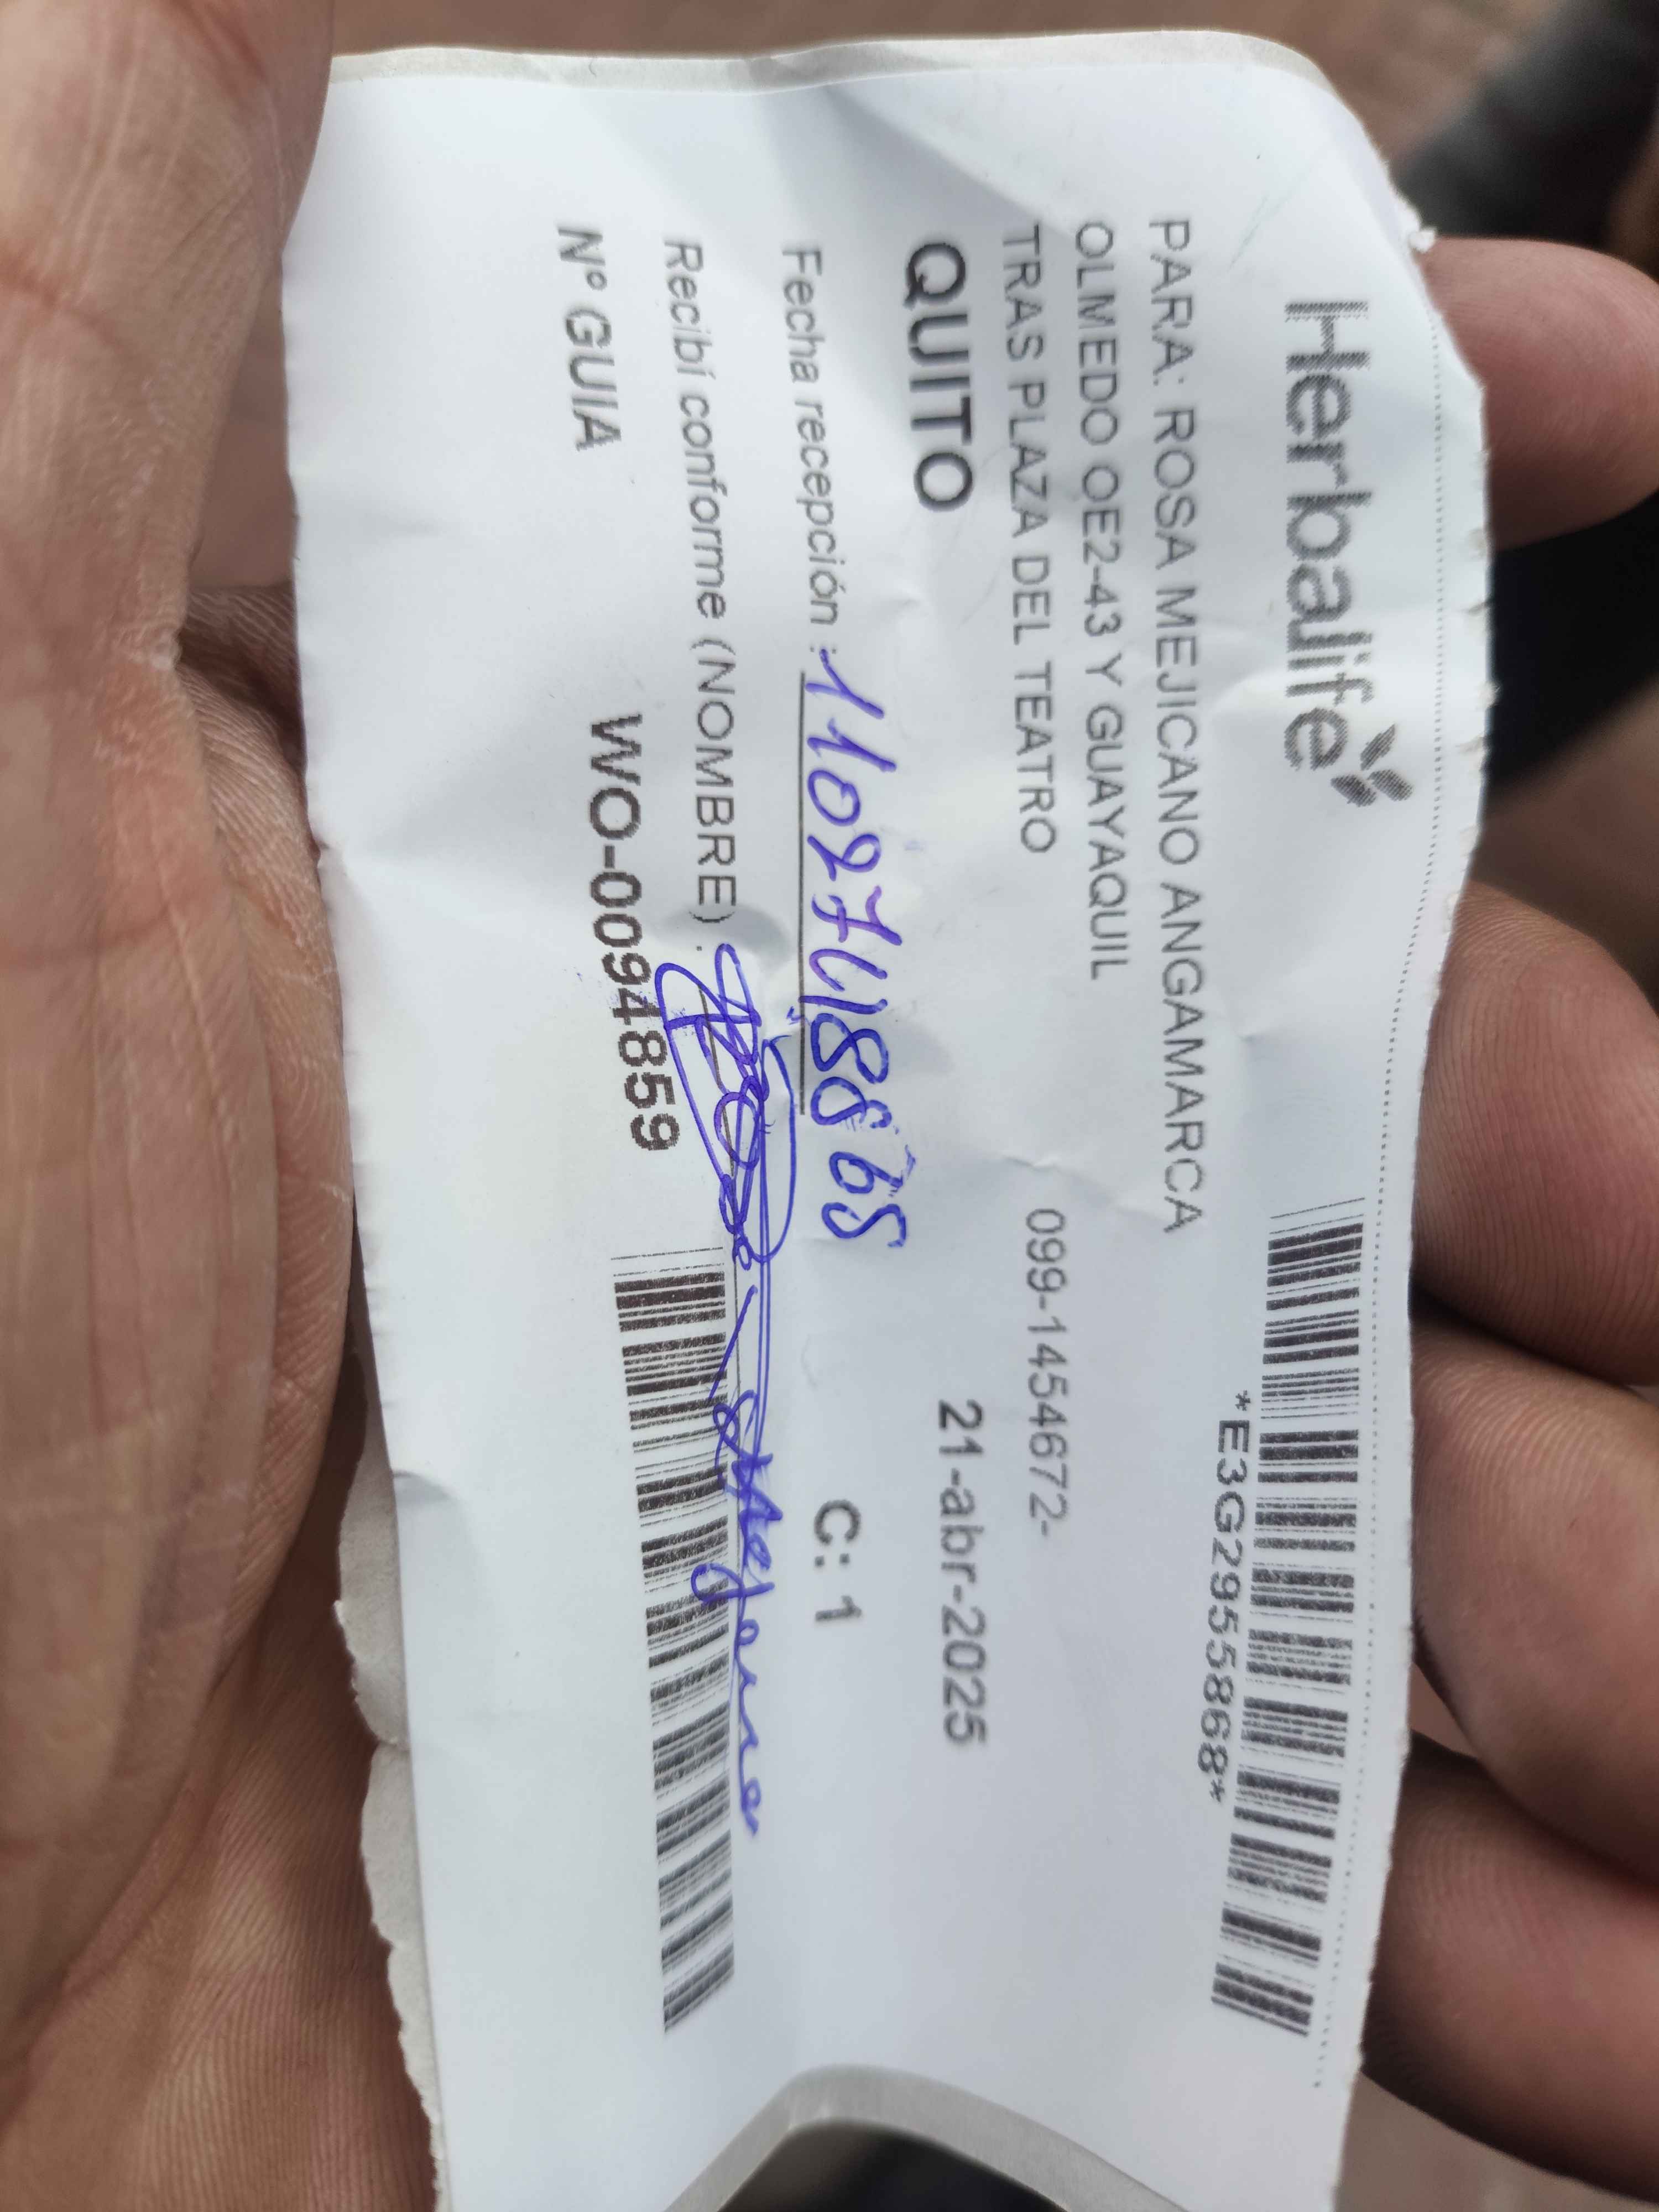 Herbalife
*E3G2955868*
PARA: ROSA MEJICANO ANGAMARCA
OLMEDO OE2-43 Y GUAYAQUIL
TRAS PLAZA DEL TEATRO 099-1454672-
QUITO 21-abr-2025
Fecha recepción : C: 1
Recibí conforme (NOMBRE) :
Nº GUIA WO-0094859